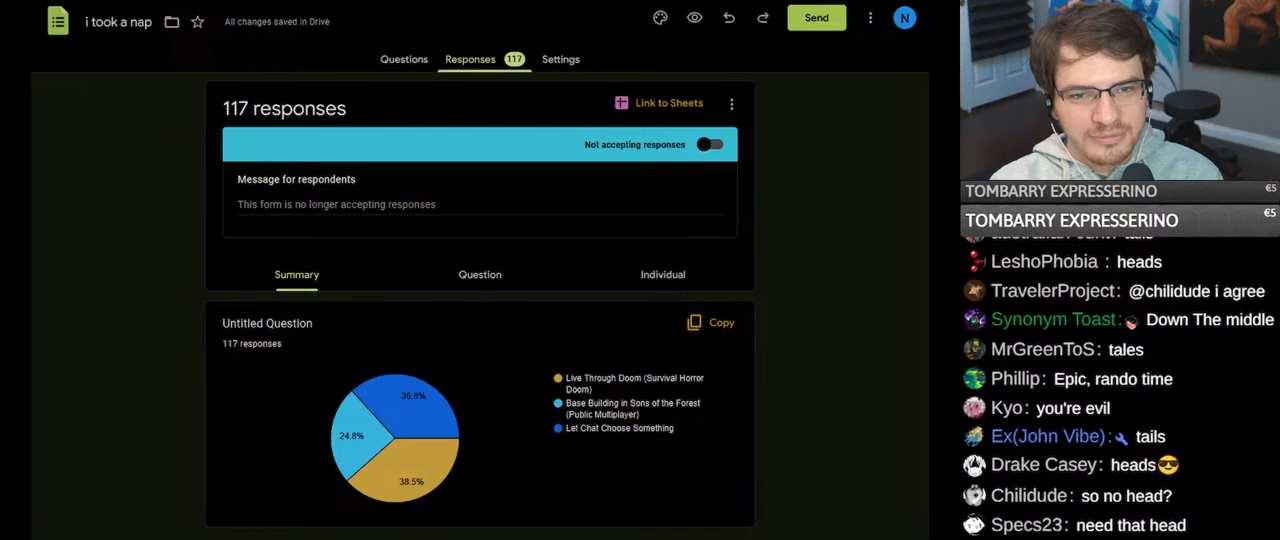 i took a nap
All changes saved in Drive
Send
N
Questions
Responses 117
Settings
117 responses
Link to Sheets
Not accepting responses
Message for respondents
This form is no longer accepting responses
Summary
Question
Individual
Untitled Question
Copy
117 responses
36.8%
24.8%
38.5%
Live Through Doom (Survival Horror
Doom)
Base Building in Sons of the Forest
(Public Multiplayer)
Let Chat Choose Something
TOMBARRY EXPRESSERINO €5
TOMBARRY EXPRESSERINO €5
LeshoPhobia : heads
TravelerProject: @chilidude i agree
Synonym Toast: Down The middle
MrGreenToS: tales
Phillip: Epic, rando time
Kyo: you're evil
Ex(John Vibe): tails
Drake Casey: heads😎
Chilidude: so no head?
Specs23: need that head